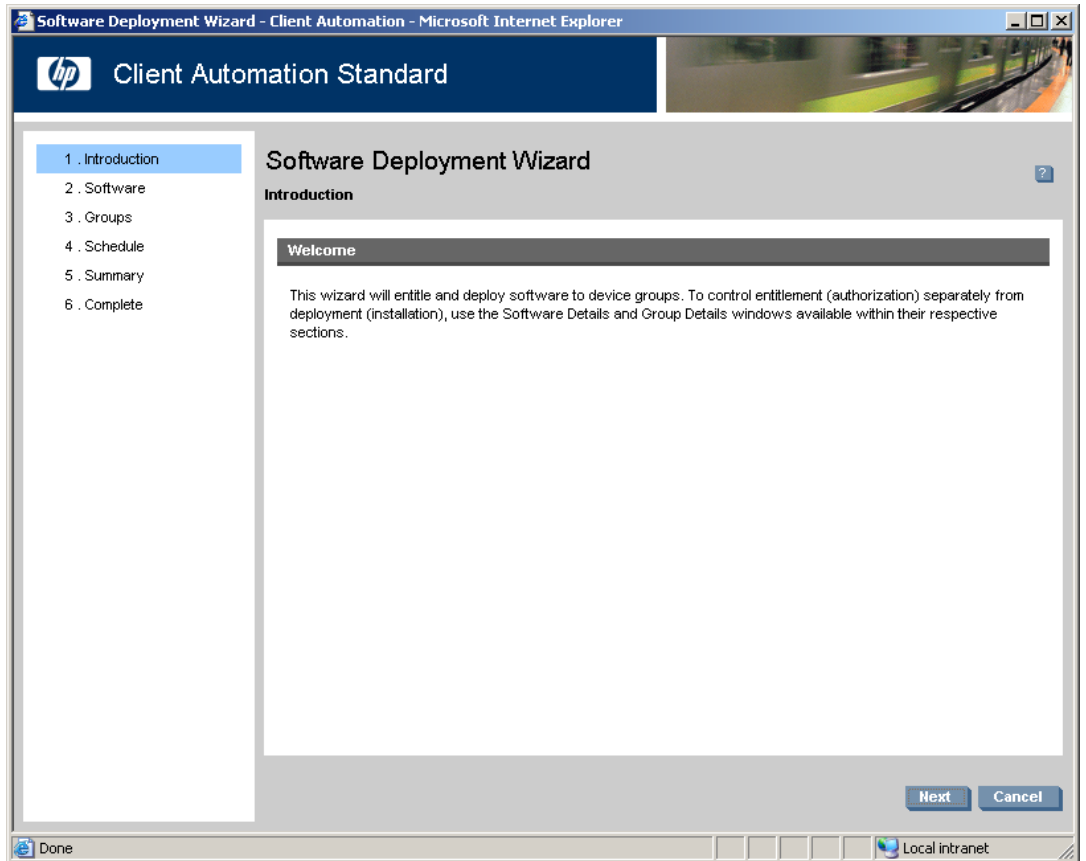 Software Deployment Wizard - Client Automation - Microsoft Internet Explorer
hp
Client Automation Standard
1 . Introduction
2 . Software
3 . Groups
4 . Schedule
5 . Summary
6 . Complete
Software Deployment Wizard
?
Introduction
Welcome
This wizard will entitle and deploy software to device groups. To control entitlement (authorization) separately from
deployment (installation), use the Software Details and Group Details windows available within their respective
sections.
Next
Cancel
Done
Local intranet